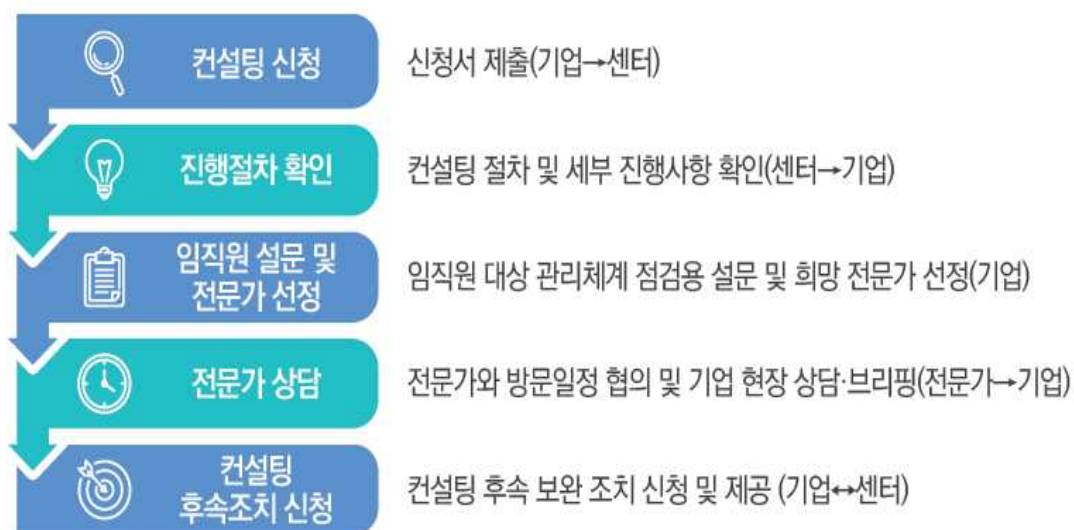 컨설팅 신청
신청서 제출(기업→센터)
진행절차 확인
컨설팅 절차 및 세부 진행사항 확인(센터→기업)
임직원 설문 및
전문가 선정
임직원 대상 관리체계 점검용 설문 및 희망 전문가 선정(기업)
전문가 상담
전문가와 방문일정 협의 및 기업 현장 상담·브리핑(전문가→기업)
컨설팅
후속조치 신청
컨설팅 후속 보완 조치 신청 및 제공 (기업↔센터)